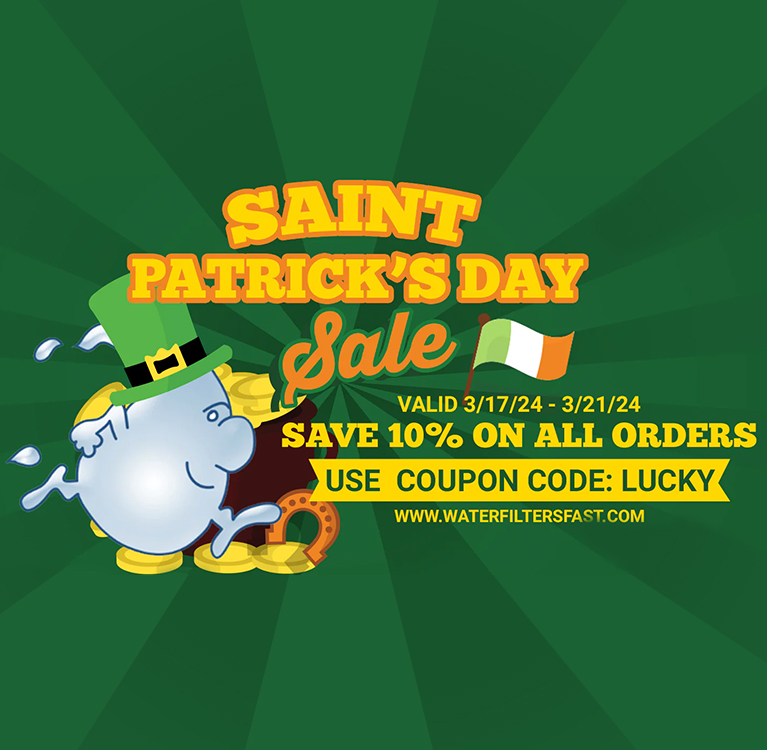 SAINT
PATRICK'S DAY
Sale
VALID 3/17/24 - 3/21/24
SAVE 10% ON ALL ORDERS
USE COUPON CODE: LUCKY
WWW.WATERFILTERSFAST.COM